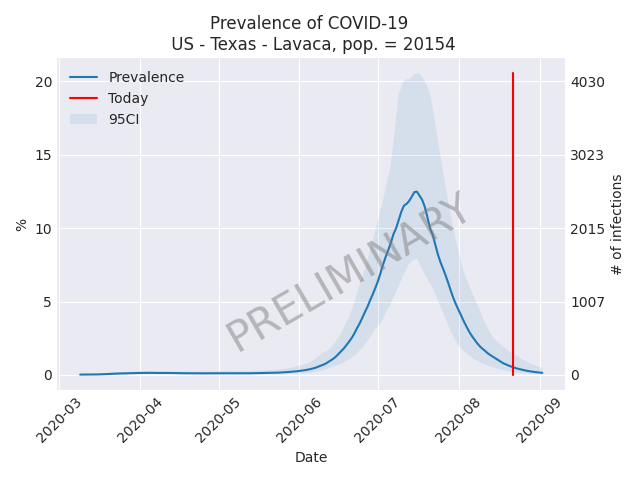 Prevalence of COVID-19
US - Texas - Lavaca, pop. = 20154
Prevalence
Today
95CI
20
15
10
5
0
%
4030
3023
2015
1007
0
# of infections
PRELIMINARY
2020-03
2020-04
2020-05
2020-06
2020-07
2020-08
2020-09
Date